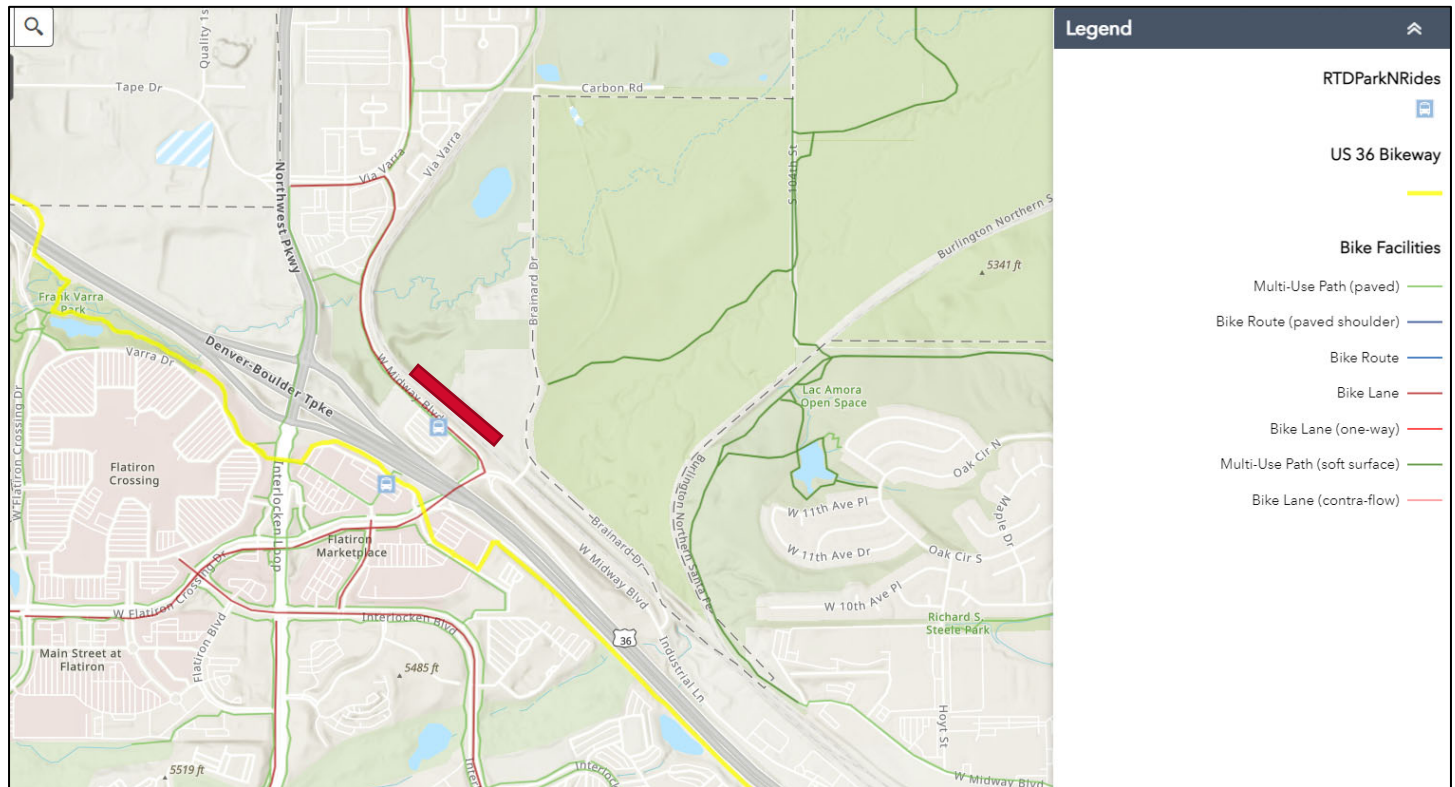 Quality 1s
Tape Dr
Carbon Rd
Via Varra
Via Varra
Northwest Pkwy
S 104th St
Burlington Northern S
5341 ft
Brainard Dr
Frank Varra
Park
Varra Dr
Denver-Boulder Tpke
W Midway Blvd
Lac Amora
Open Space
W Flatiron Crossing Dr
Flatiron
Crossing
Interlocken Loop
Oak Cir N
Maple Dr
W 11th Ave Pl
Burlington Northern Santa Fe
Flatiron
Marketplace
Brainard Dr
W 11th Ave Dr
Oak Cir S
W Midway Blvd
W Flatiron Crossing Dr
Flatiron Blvd
Interlocken Blvd
W 10th Ave Pl
Richard S.
Steele Park
36
Main Street at
Flatiron
5485 ft
Industrial Ln
Hoyt St
5519 ft
Interl
Interloc
W Midway Blvd
Legend
RTDParkNRides
US 36 Bikeway
Bike Facilities
Multi-Use Path (paved)
Bike Route (paved shoulder)
Bike Route
Bike Lane
Bike Lane (one-way)
Multi-Use Path (soft surface)
Bike Lane (contra-flow)